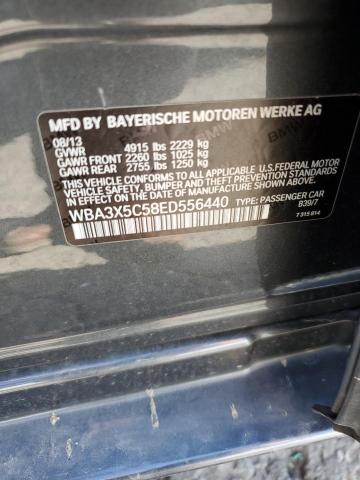 MFD BY BAYERISCHE MOTOREN WERKE AG
08/13
GVWR 4915 lbs 2229 kg
GAWR FRONT 2260 lbs 1025 kg
GAWR REAR 2755 lbs 1250 kg
THIS VEHICLE CONFORMS TO ALL APPLICABLE U.S.FEDERAL MOTOR
VEHICLE SAFETY, BUMPER AND THEFT PREVENTION STANDARDS
IN EFFECT ON THE DATE OF MANUFACTURE SHOWN ABOVE.
WBA3X5C58ED556440 TYPE: PASSENGER CAR
B39/7
7 315 814